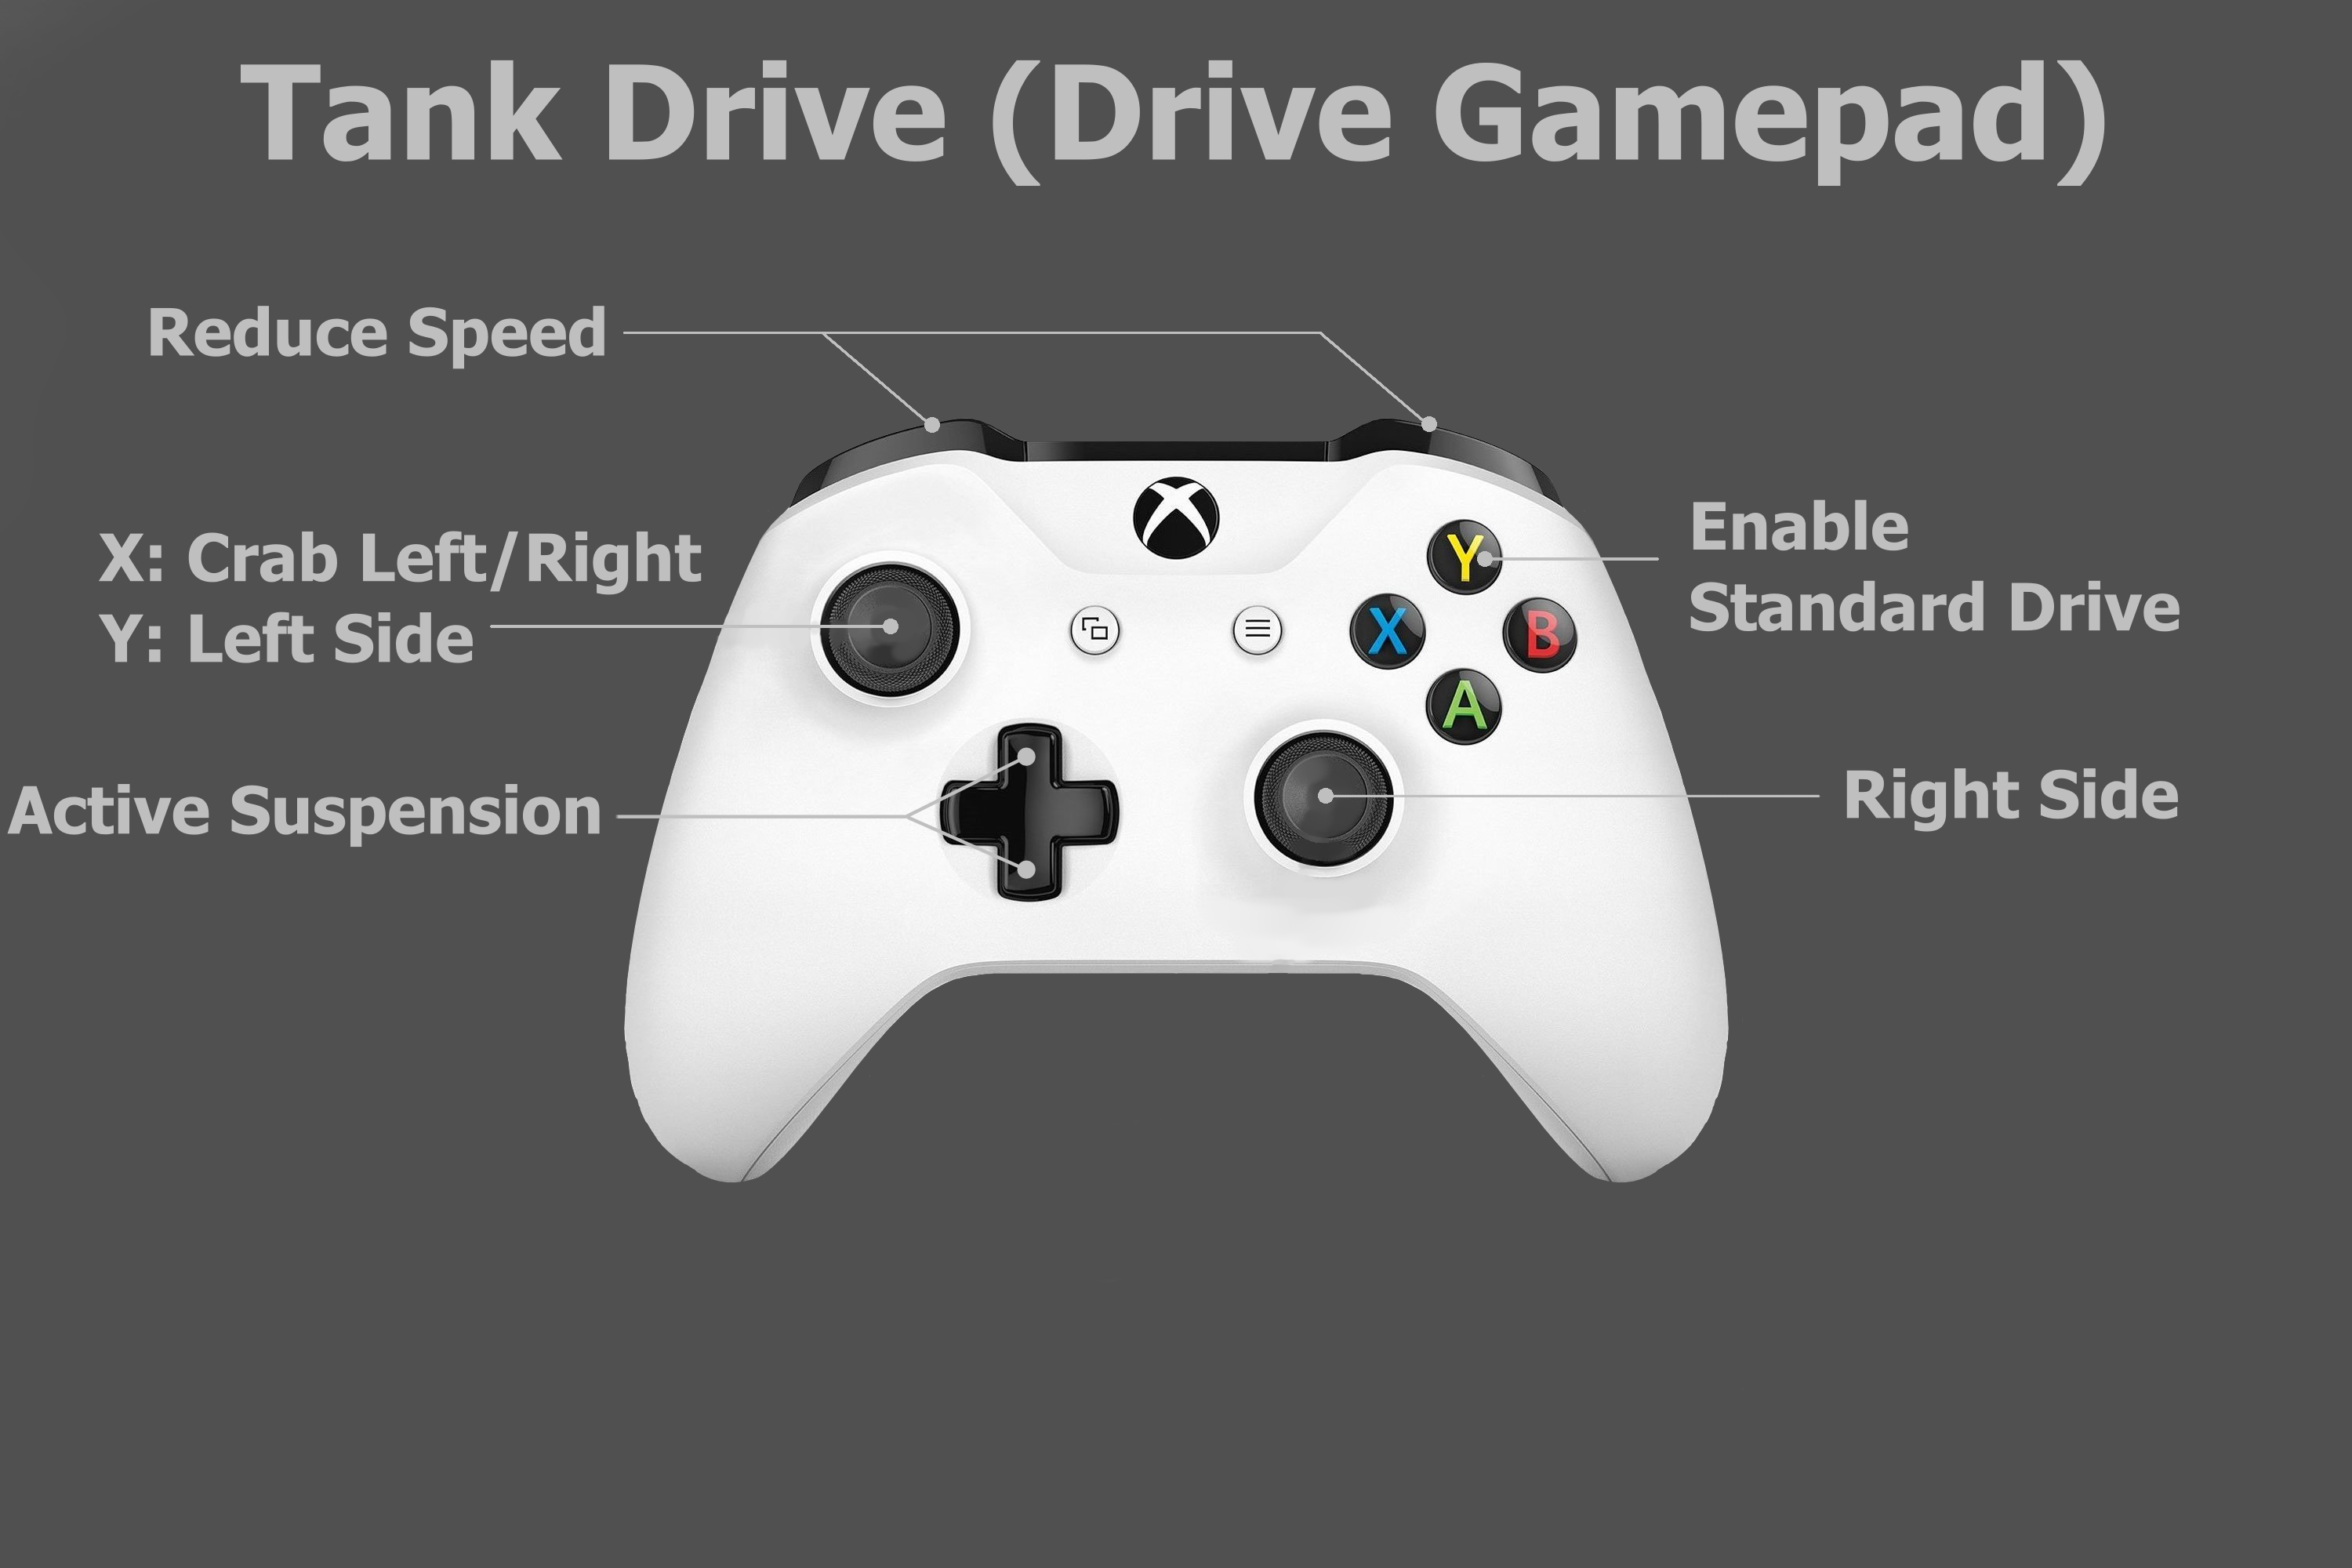 Tank Drive (Drive Gamepad)
Reduce Speed
X: Crab Left/Right
Y: Left Side
Enable
Standard Drive
Y
X
B
A
Active Suspension
Right Side